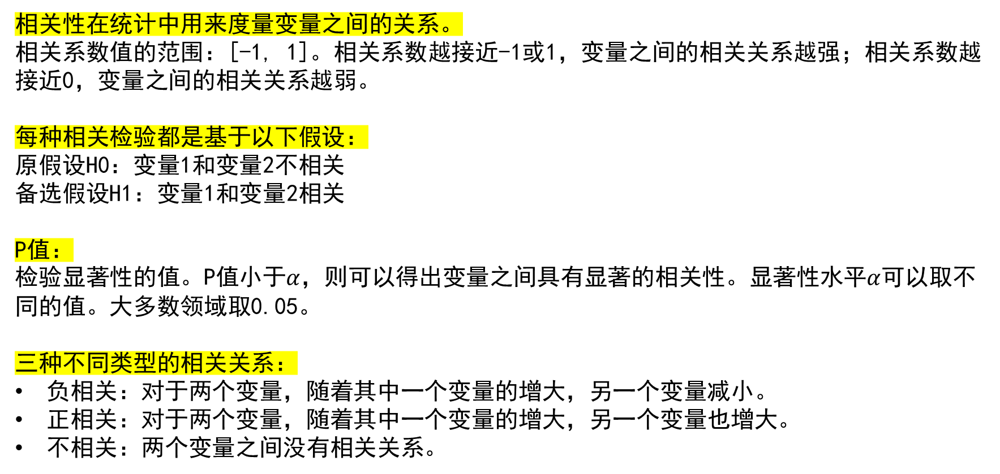 相关性在统计中用来度量变量之间的关系。
相关系数值的范围：[-1, 1]。相关系数越接近-1或1，变量之间的相关关系越强；相关系数越
接近0，变量之间的相关关系越弱。
每种相关检验都是基于以下假设：
原假设H0：变量1和变量2不相关
备选假设H1：变量1和变量2相关
P值：
检验显著性的值。P值小于α，则可以得出变量之间具有显著的相关性。显著性水平α可以取不
同的值。大多数领域取0.05。
三种不同类型的相关关系：
• 负相关：对于两个变量，随着其中一个变量的增大，另一个变量减小。
• 正相关：对于两个变量，随着其中一个变量的增大，另一个变量也增大。
• 不相关：两个变量之间没有相关关系。